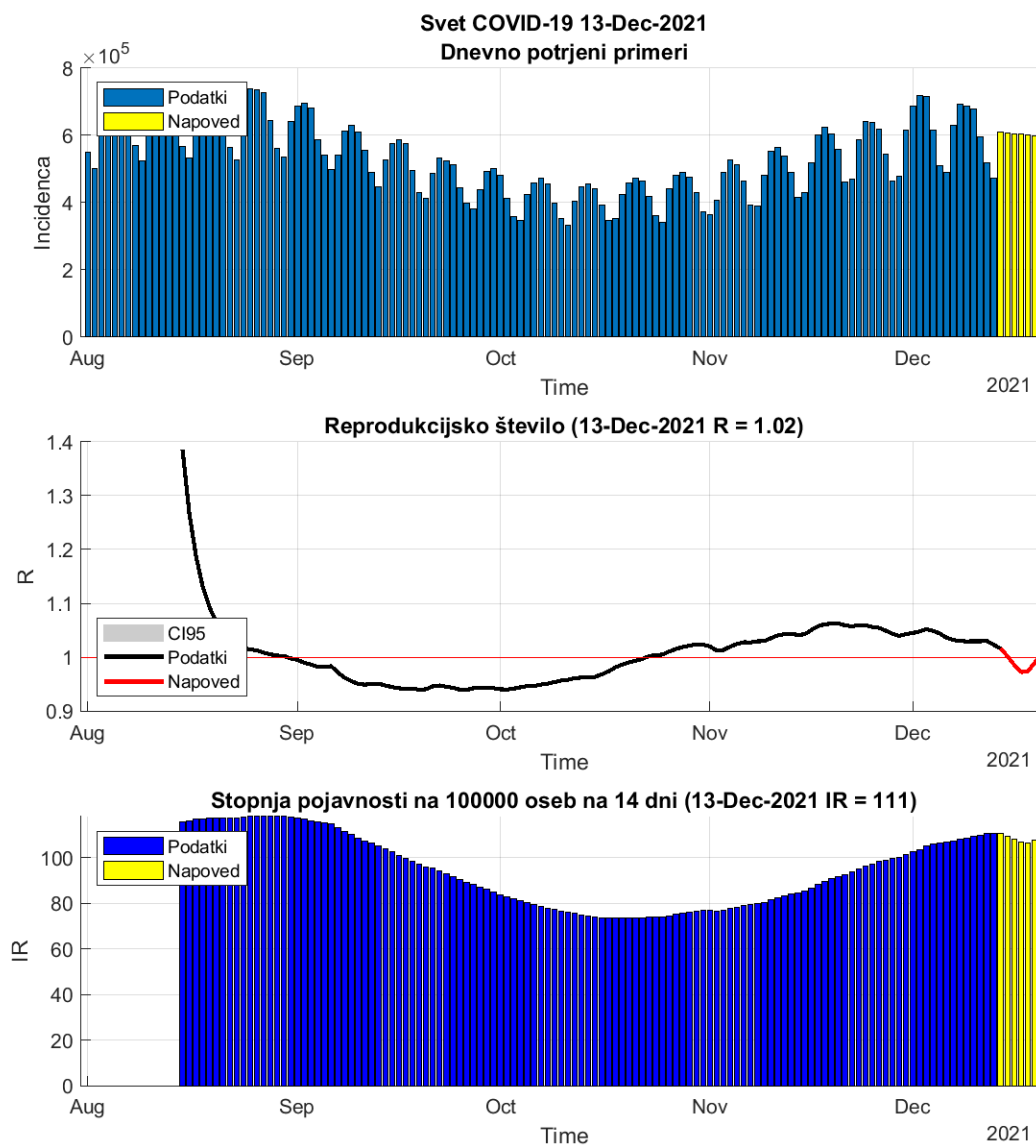 Svet COVID-19 13-Dec-2021
Dnevno potrjeni primeri
×10⁵
8
6
4
2
0
Incidenca
Podatki
Napoved
Aug Sep Oct Nov Dec
Time
2021
Reprodukcijsko število (13-Dec-2021 R = 1.02)
1.4
1.3
1.2
1.1
1
0.9
R
CI95
Podatki
Napoved
Aug Sep Oct Nov Dec
Time
2021
Stopnja pojavnosti na 100000 oseb na 14 dni (13-Dec-2021 IR = 111)
100
80
60
40
20
0
IR
Podatki
Napoved
Aug Sep Oct Nov Dec
Time
2021